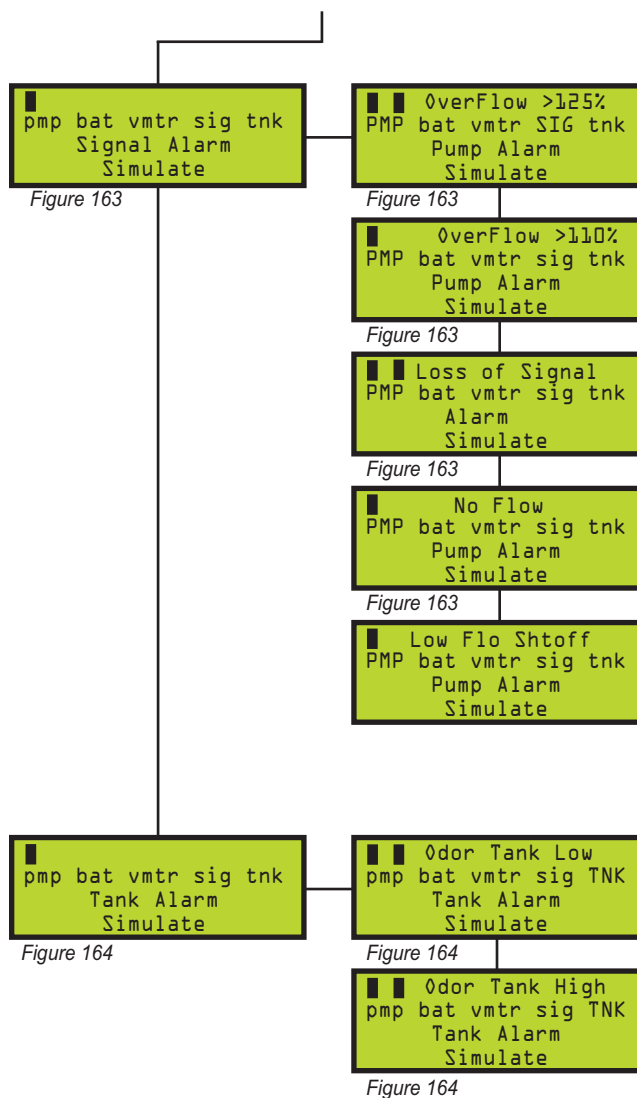 pmp bat vmtr sig tnk
Signal Alarm
Simulate
Figure 163
OverFlow >125%
PMP bat vmtr SIG tnk
Pump Alarm
Simulate
Figure 163
OverFlow >110%
PMP bat vmtr sig tnk
Pump Alarm
Simulate
Figure 163
Loss of Signal
PMP bat vmtr sig tnk
Alarm
Simulate
Figure 163
No Flow
PMP bat vmtr sig tnk
Pump Alarm
Simulate
Figure 163
Low Flo Shtoff
PMP bat vmtr sig tnk
Pump Alarm
Simulate
pmp bat vmtr sig tnk
Tank Alarm
Simulate
Figure 164
Odor Tank Low
pmp bat vmtr sig TNK
Tank Alarm
Simulate
Figure 164
Odor Tank High
pmp bat vmtr sig TNK
Tank Alarm
Simulate
Figure 164